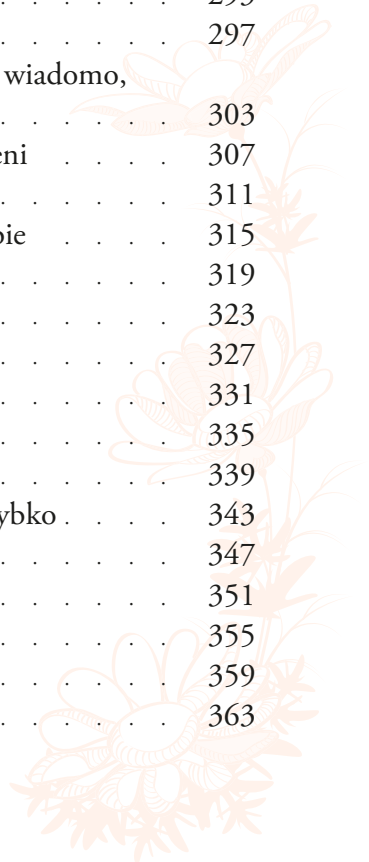 . . . . . . 297
wiadomo,
. . . . . . 303
eni . . . . 307
. . . . . . 311
pie . . . . 315
. . . . . . 319
. . . . . . 323
. . . . . . 327
. . . . . . 331
. . . . . . 335
. . . . . . 339
ybko . . . . 343
. . . . . . 347
. . . . . . 351
. . . . . . 355
. . . . . . 359
. . . . . . 363